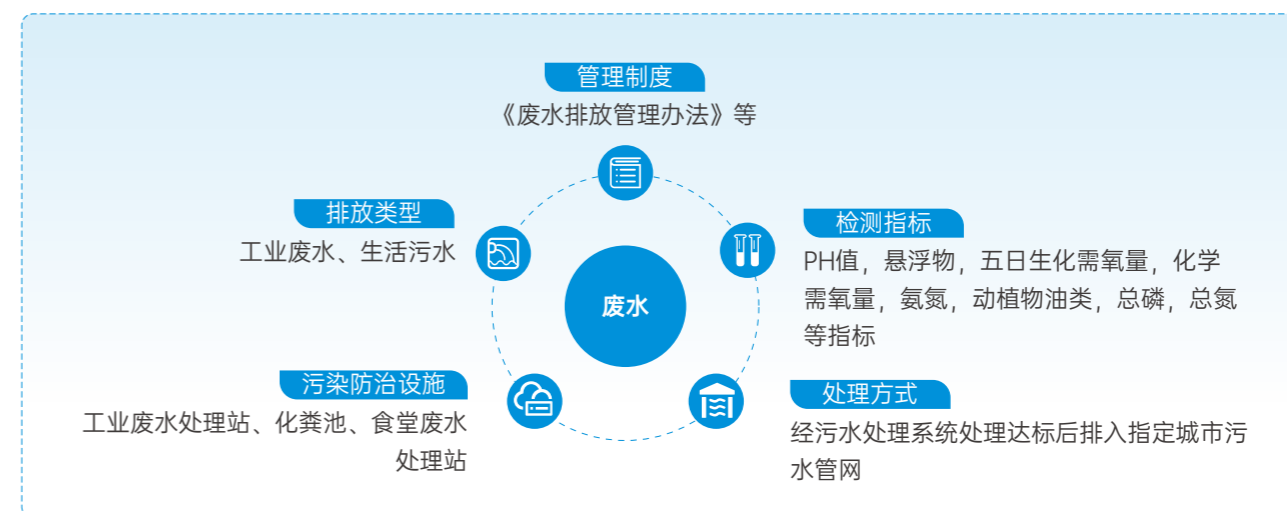 管理制度
《废水排放管理办法》等
排放类型
工业废水、生活污水
检测指标
PH值，悬浮物，五日生化需氧量，化学
需氧量，氨氮，动植物油类，总磷，总氮
等指标
废水
污染防治设施
工业废水处理站、化粪池、食堂废水
处理站
处理方式
经污水处理系统处理达标后排入指定城市污
水管网